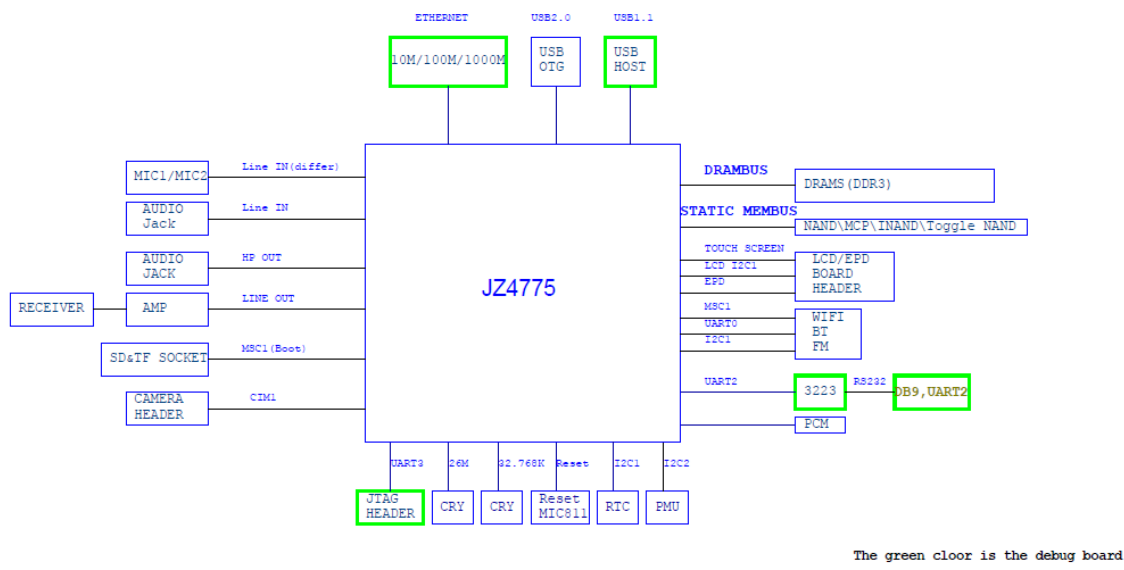 ETHERNET
USB2.0
USB1.1
10M/100M/1000M
USB
OTG
USB
HOST
MIC1/MIC2
Line IN(differ)
AUDIO
Jack
Line IN
AUDIO
JACK
HP OUT
RECEIVER
AMP
LINE OUT
SD&TF SOCKET
MSC1(Boot)
CAMERA
HEADER
CIM1
JZ4775
DRAMBUS
DRAMS(DDR3)
STATIC MEMBUS
NAND\MCP\INAND\Toggle NAND
TOUCH SCREEN
LCD I2C1
EPD
LCD/EPD
BOARD
HEADER
MSC1
UART0
I2C1
WIFI
BT
FM
UART2
3223
RS232
DB9,UART2
PCM
UART3
26M
32.768K
Reset
I2C1
I2C2
JTAG
HEADER
CRY
CRY
Reset
MIC811
RTC
PMU
The green cloor is the debug board